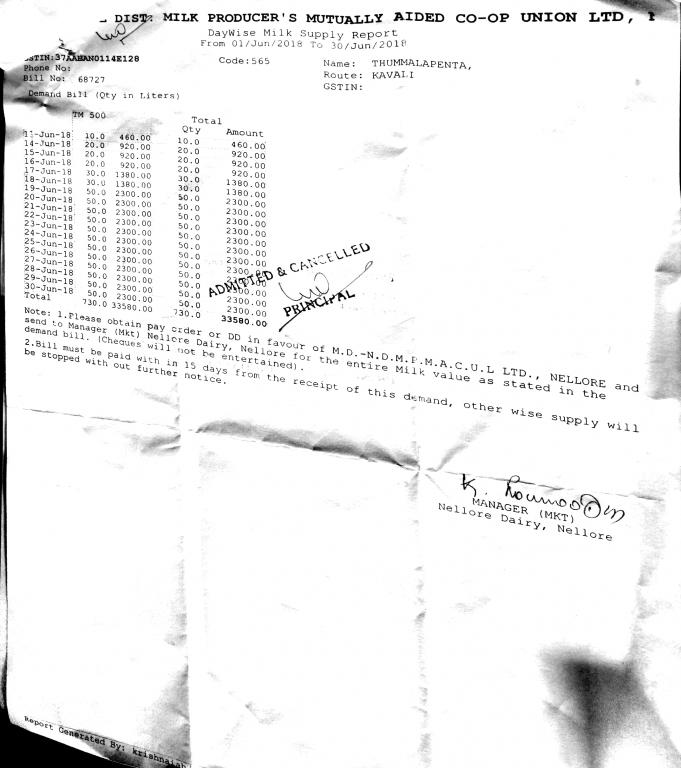 DIST: MILK PRODUCER'S MUTUALLY AIDED CO-OP UNION LTD,
DayWise Milk Supply Report
From 01/Jun/2018 To 30/Jun/2018
GSTIN:37AAHAN0114E128 Code:565 Name: THUMMALAPENTA,
Phone No: Route: KAVALI
Bill No: 68727 GSTIN:
Demand Bill (Qty in Liters)
TM 500 Total
Qty Amount
13-Jun-18 10.0 460.00 10.0 460.00
14-Jun-18 20.0 920.00 20.0 920.00
15-Jun-18 20.0 920.00 20.0 920.00
16-Jun-18 20.0 920.00 20.0 920.00
17-Jun-18 30.0 1380.00 30.0 1380.00
18-Jun-18 30.0 1380.00 30.0 1380.00
19-Jun-18 50.0 2300.00 50.0 2300.00
20-Jun-18 50.0 2300.00 50.0 2300.00
21-Jun-18 50.0 2300.00 50.0 2300.00
22-Jun-18 50.0 2300.00 50.0 2300.00
23-Jun-18 50.0 2300.00 50.0 2300.00
24-Jun-18 50.0 2300.00 50.0 2300.00
25-Jun-18 50.0 2300.00 50.0 2300.00
26-Jun-18 50.0 2300.00 50.0 2300.00
27-Jun-18 50.0 2300.00 50.0 2300.00
28-Jun-18 50.0 2300.00 50.0 2300.00
29-Jun-18 50.0 2300.00 50.0 2300.00
30-Jun-18 50.0 2300.00 50.0 2300.00
Total 730.0 33580.00 730.0 33580.00
ADMITTED & CANCELLED
PRINCIPAL
Note: 1.Please obtain pay order or DD in favour of M.D.-N.D.M.P.M.A.C.U.L LTD., NELLORE and
send to Manager (Mkt) Nellore Dairy, Nellore for the entire Milk value as stated in the
demand bill. (Cheques will not be entertained).
2.Bill must be paid with in 15 days from the receipt of this demand, other wise supply will
be stopped with out further notice.
MANAGER (MKT)
Nellore Dairy, Nellore
Report Generated By: krishnaiah